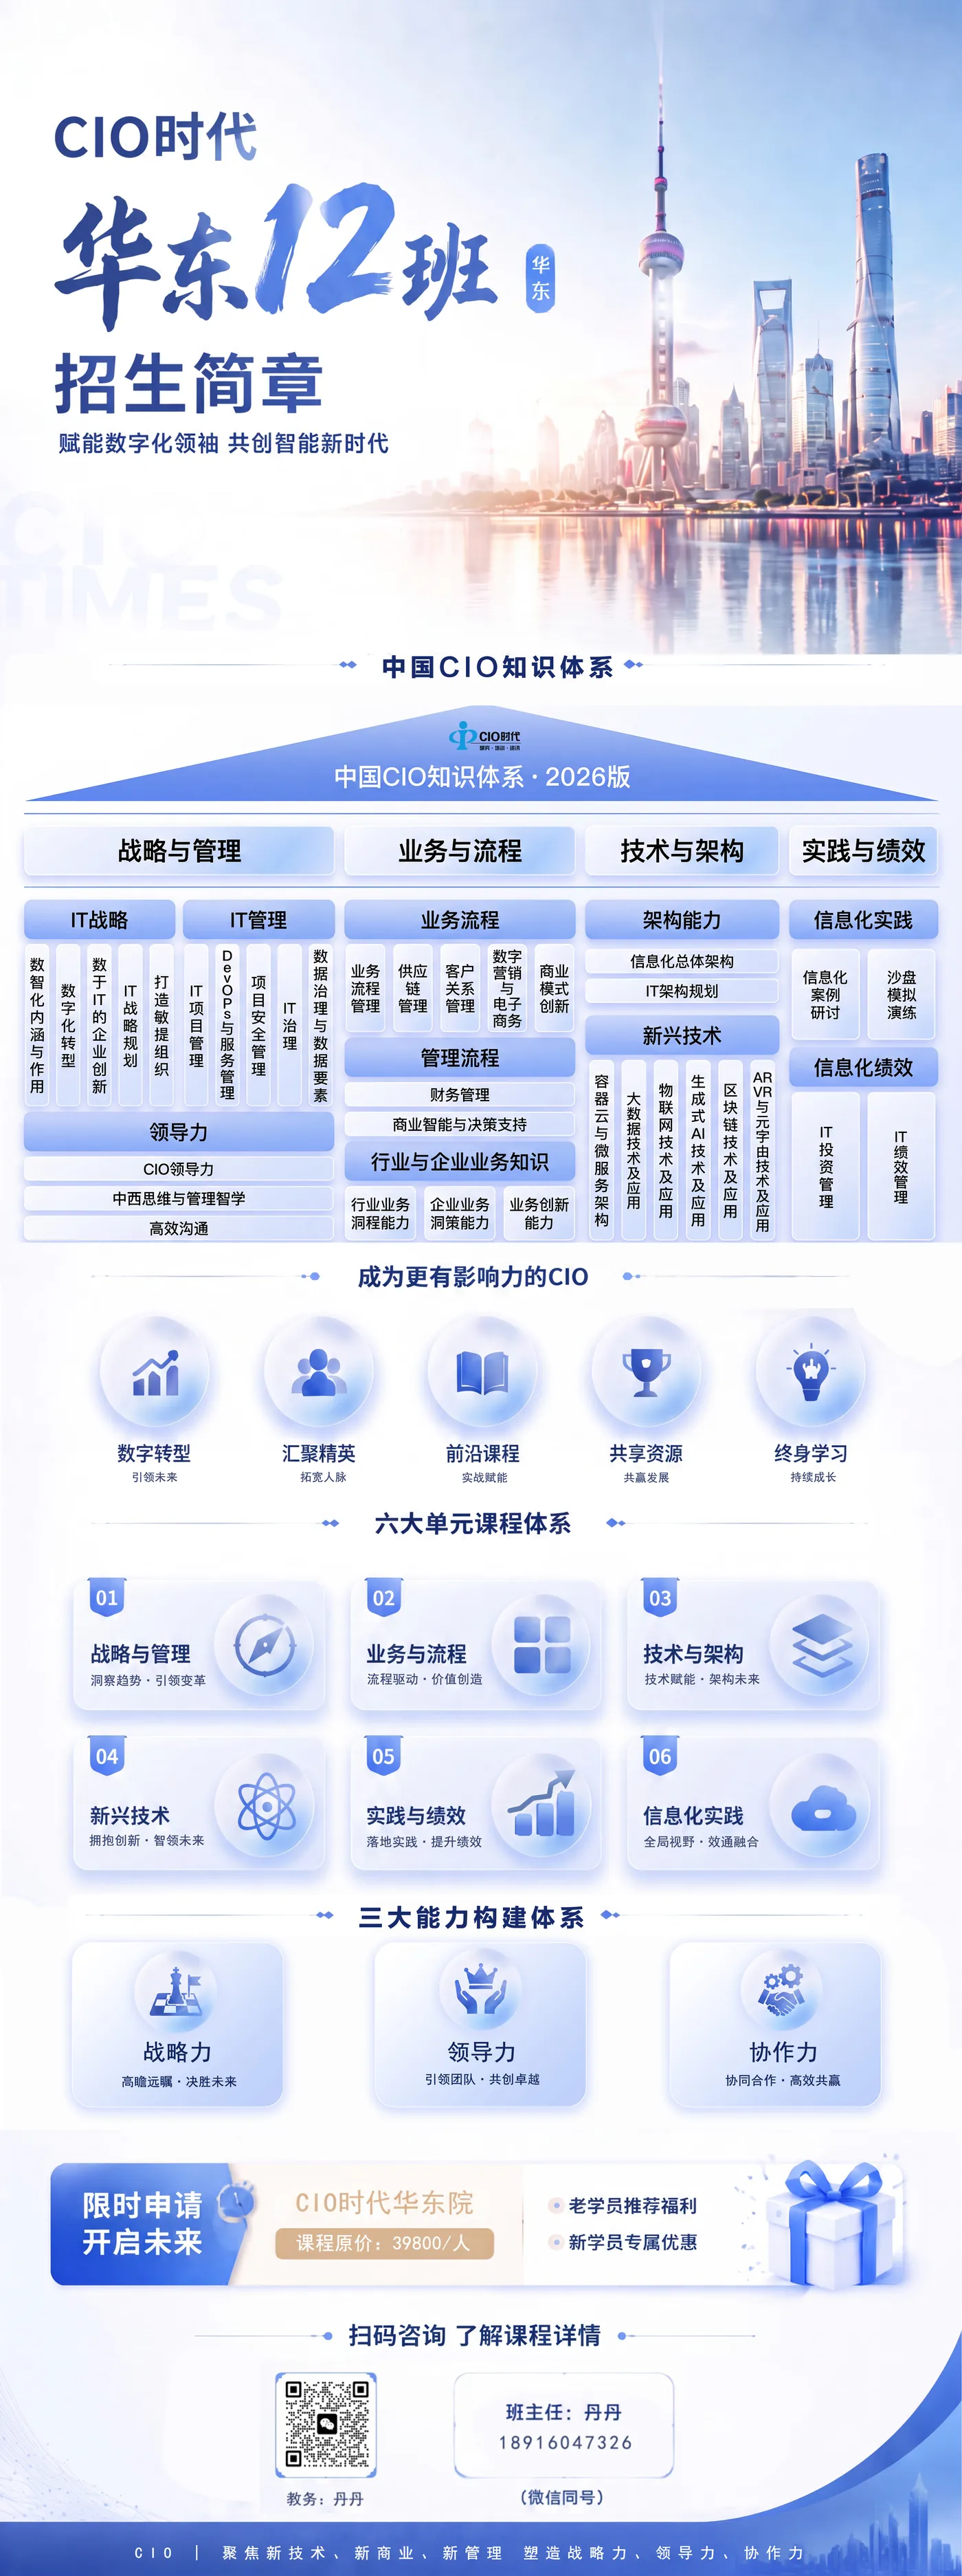 CIO时代
华东12班
华东
招生简章
赋能数字化领袖 共创智能新时代
CIO
TIMES
中国CIO知识体系
CIO时代
中国CIO知识体系·2026版
战略与管理
业务与流程
技术与架构
实践与绩效
IT战略
数智化内涵与作用
数字化转型
数于IT的企业创新
IT战略规划
打造敏提组织
IT管理
IT项目管理
DevOPs与服务管理
项目安全管理
IT治理
数据治理与数据要素
领导力
CIO领导力
中西思维与管理智学
高效沟通
业务流程
业务流程管理
供应链管理
客户关系管理
数字营销与电子商务
商业模式创新
管理流程
财务管理
商业智能与决策支持
行业与企业业务知识
行业业务洞程能力
企业业务洞策能力
业务创新能力
架构能力
信息化总体架构
IT架构规划
新兴技术
容器云与微服务架构
大数据技术及应用
物联网技术及应用
生成式AI技术及应用
区块链技术及应用
ARVR与元宇由技术及应用
信息化实践
信息化案例研讨
沙盘模拟演练
信息化绩效
IT投资管理
IT绩效管理
成为更有影响力的CIO
数字转型
引领未来
汇聚精英
拓宽人脉
前沿课程
实战赋能
共享资源
共赢发展
终身学习
持续成长
六大单元课程体系
01
战略与管理
洞察趋势·引领变革
02
业务与流程
流程驱动·价值创造
03
技术与架构
技术赋能·架构未来
04
新兴技术
拥抱创新·智领未来
05
实践与绩效
落地实践·提升绩效
06
信息化实践
全局视野·效通融合
三大能力构建体系
战略力
高瞻远瞩·决胜未来
领导力
引领团队·共创卓越
协作力
协同合作·高效共赢
限时申请
开启未来
CIO时代华东院
课程原价：39800/人
老学员推荐福利
新学员专属优惠
扫码咨询 了解课程详情
教务：丹丹
班主任：丹丹
18916047326
（微信同号）
CIO | 聚焦新技术、新商业、新管理 塑造战略力、领导力、协作力